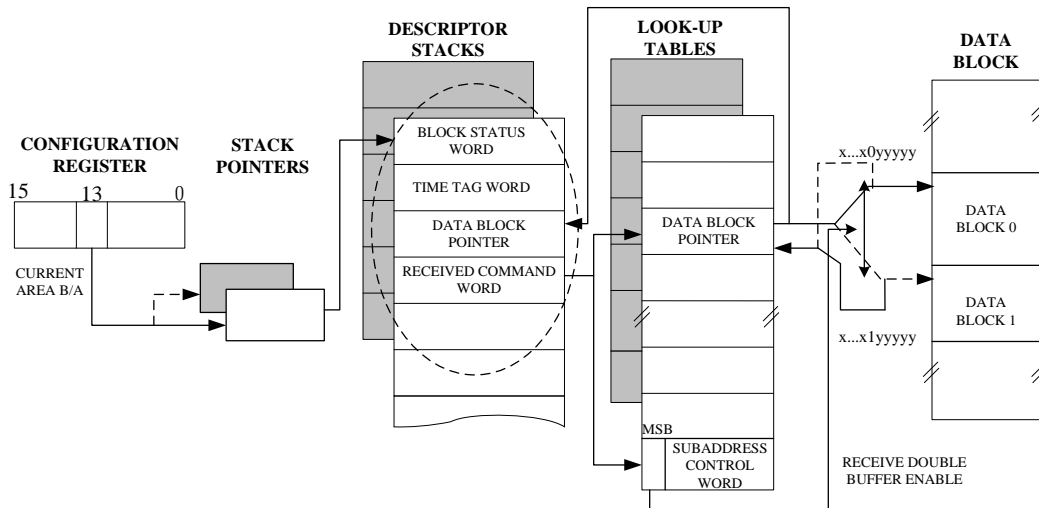 DESCRIPTOR
STACKS
LOOK-UP
TABLES
DATA
BLOCK
CONFIGURATION
REGISTER
STACK
POINTERS
15
13
0
CURRENT
AREA B/A
BLOCK STATUS
WORD
TIME TAG WORD
DATA BLOCK
POINTER
RECEIVED COMMAND
WORD
DATA BLOCK
POINTER
MSB
SUBADDRESS
CONTROL
WORD
x...x0yyyyy
x...x1yyyyy
RECEIVE DOUBLE
BUFFER ENABLE
DATA
BLOCK 0
DATA
BLOCK 1